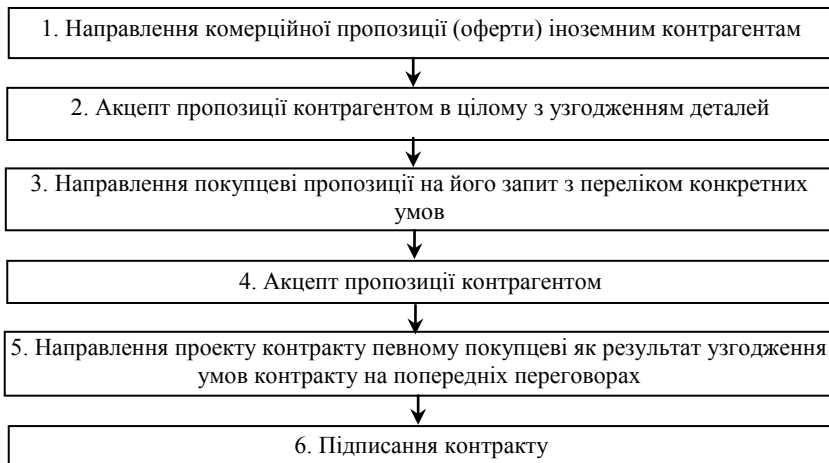 1. Направлення комерційної пропозиції (оферти) іноземним контрагентам
2. Акцепт пропозиції контрагентом в цілому з узгодженням деталей
3. Направлення покупцеві пропозиції на його запит з переліком конкретних
умов
4. Акцепт пропозиції контрагентом
5. Направлення проекту контракту певному покупцеві як результат узгодження
умов контракту на попередніх переговорах
6. Підписання контракту